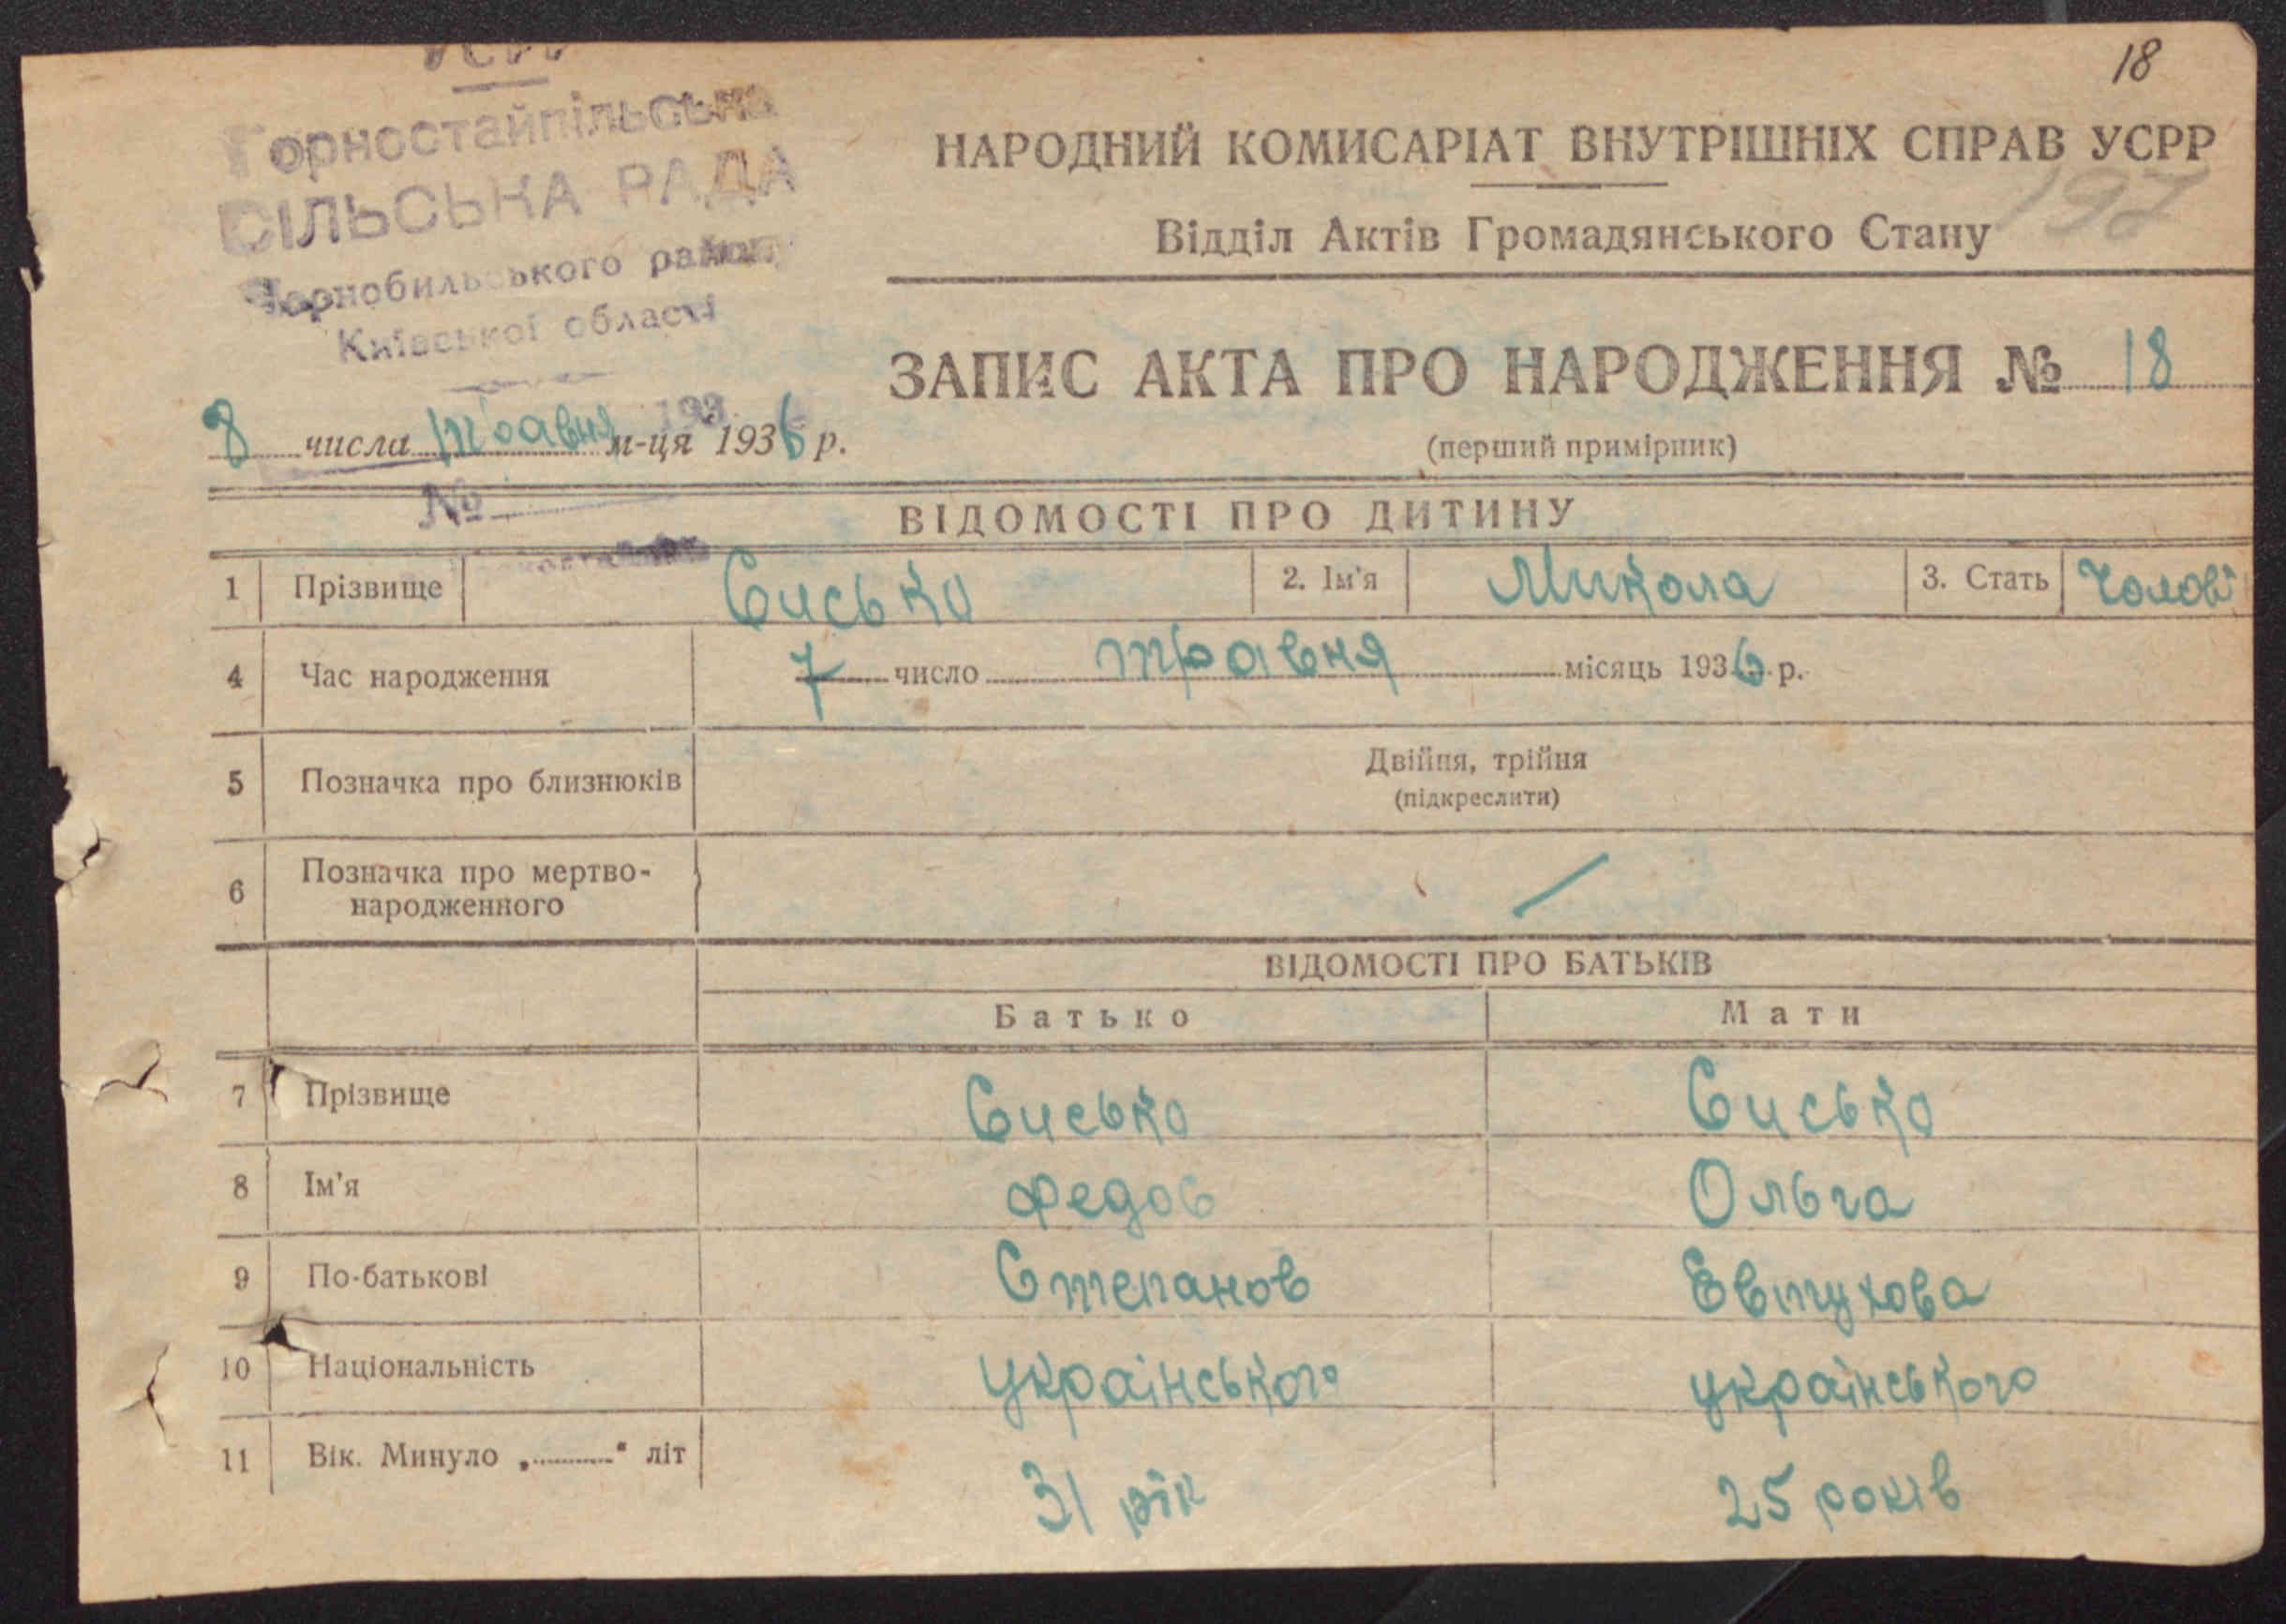 18
Горностайпільська
СІЛЬСЬКА РАДА
Чорнобильського району
Київської області
НАРОДНИЙ КОМИСАРІАТ ВНУТРІШНІХ СПРАВ УСРР
197
Відділ Актів Громадянського Стану
ЗАПИС АКТА ПРО НАРОДЖЕННЯ № 18
(перший примірник)
193
8 числа травня м-ця 1936 р.
№
ВІДОМОСТІ ПРО ДИТИНУ
1 Прізвище Сисько 2. Ім'я Микола 3. Стать Чолові
4 Час народження 7 число травня місяць 1936 р.
5 Позначка про близнюків Двійня, трійня
(підкреслити)
6 Позначка про мертво-
народженного
ВІДОМОСТІ ПРО БАТЬКІВ
Батько Мати
7 Прізвище Сисько Сисько
8 Ім'я Федос Ольга
9 По-батькові Степанов Евтухова
10 Національність українського українського
11 Вік. Минуло „ " літ 31 рік 25 років